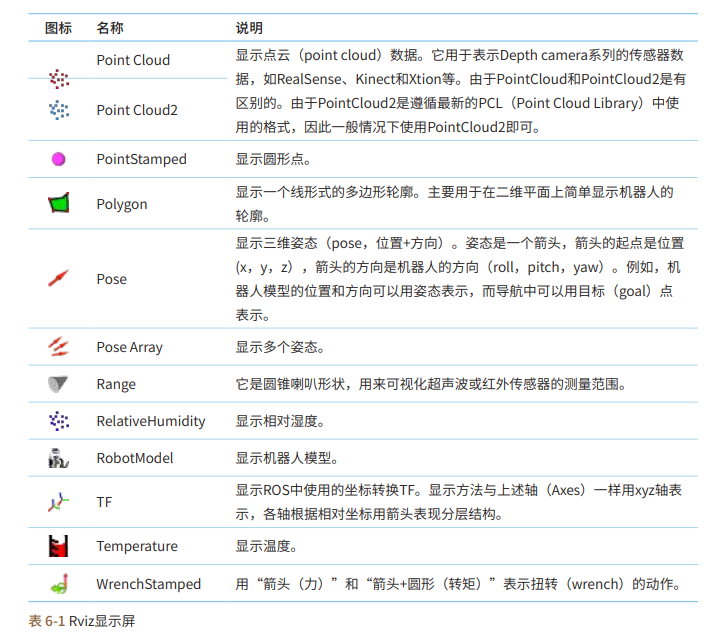 图标 名称 说明
Point Cloud
显示点云（point cloud）数据。它用于表示Depth camera系列的传感器数
据，如RealSense、Kinect和Xtion等。由于PointCloud和PointCloud2是有
区别的。由于PointCloud2是遵循最新的PCL（Point Cloud Library）中使
Point Cloud2
用的格式，因此一般情况下使用PointCloud2即可。
PointStamped 显示圆形点。
Polygon
显示一个线形式的多边形轮廓。主要用于在二维平面上简单显示机器人的
轮廓。
Pose
显示三维姿态（pose，位置+方向）。姿态是一个箭头，箭头的起点是位置
(x，y，z），箭头的方向是机器人的方向（roll，pitch，yaw）。例如，机
器人模型的位置和方向可以用姿态表示，而导航中可以用目标（goal）点
表示。
Pose Array 显示多个姿态。
Range 它是圆锥喇叭形状，用来可视化超声波或红外传感器的测量范围。
RelativeHumidity 显示相对湿度。
RobotModel 显示机器人模型。
TF
显示ROS中使用的坐标转换TF。显示方法与上述轴（Axes）一样用xyz轴表
示，各轴根据相对坐标用箭头表现分层结构。
Temperature 显示温度。
WrenchStamped 用“箭头（力）”和“箭头+圆形（转矩）”表示扭转（wrench）的动作。
表 6-1 Rviz显示屏